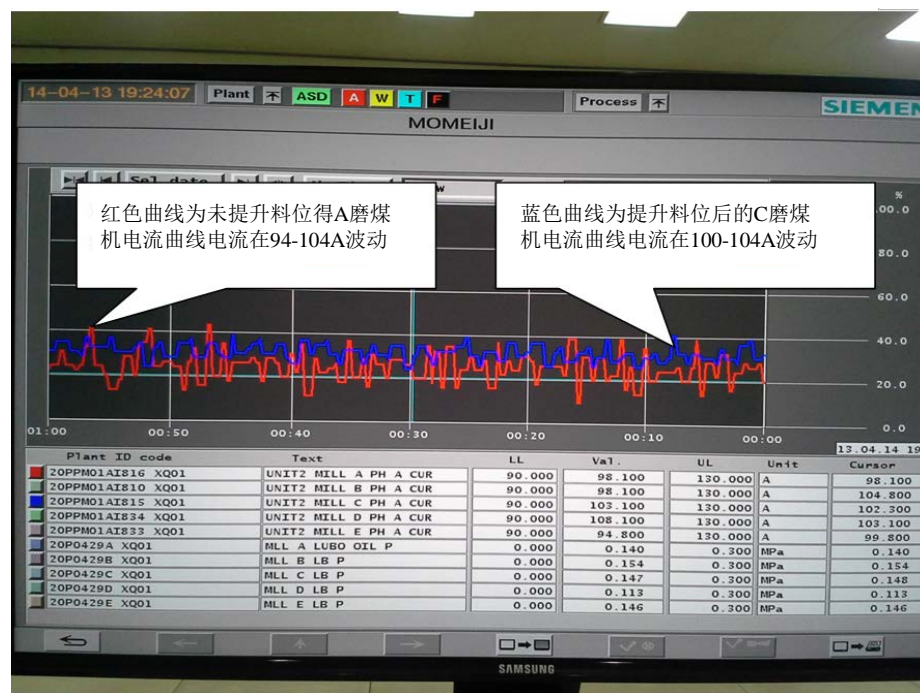 14-04-13 19:24:07 Plant ASD A W T F Process
SIEMEN
MOMEIJI
Sel date
红色曲线为未提升料位得A磨煤
机电流曲线电流在94-104A波动
蓝色曲线为提升料位后的C磨煤
机电流曲线电流在100-104A波动
%
00.0
80.0
60.0
40.0
20.0
0.0
01:00 00:50 00:40 00:30 00:20 00:10 00:00
13.04.14 19
Plant ID code Text LL Val. UL Unit Cursor
20PPM01AI816 XQ01 UNIT2 MILL A PH A CUR 90.000 98.100 130.000 A 98.100
20PPM01AI810 XQ01 UNIT2 MILL B PH A CUR 90.000 98.100 130.000 A 104.800
20PPM01AI815 XQ01 UNIT2 MILL C PH A CUR 90.000 103.100 130.000 A 102.300
20PPM01AI834 XQ01 UNIT2 MILL D PH A CUR 90.000 108.100 130.000 A 103.100
20PPM01AI833 XQ01 UNIT2 MILL E PH A CUR 90.000 94.800 130.000 A 99.800
20P0429A XQ01 MLL A LUBO OIL P 0.000 0.140 0.300 MPa 0.140
20P0429B XQ01 MLL B LB P 0.000 0.154 0.300 MPa 0.154
20P0429C XQ01 MLL C LB P 0.000 0.147 0.300 MPa 0.148
20P0429D XQ01 MLL D LB P 0.000 0.113 0.300 MPa 0.113
20P0429E XQ01 MLL E LB P 0.000 0.146 0.300 MPa 0.146
SAMSUNG